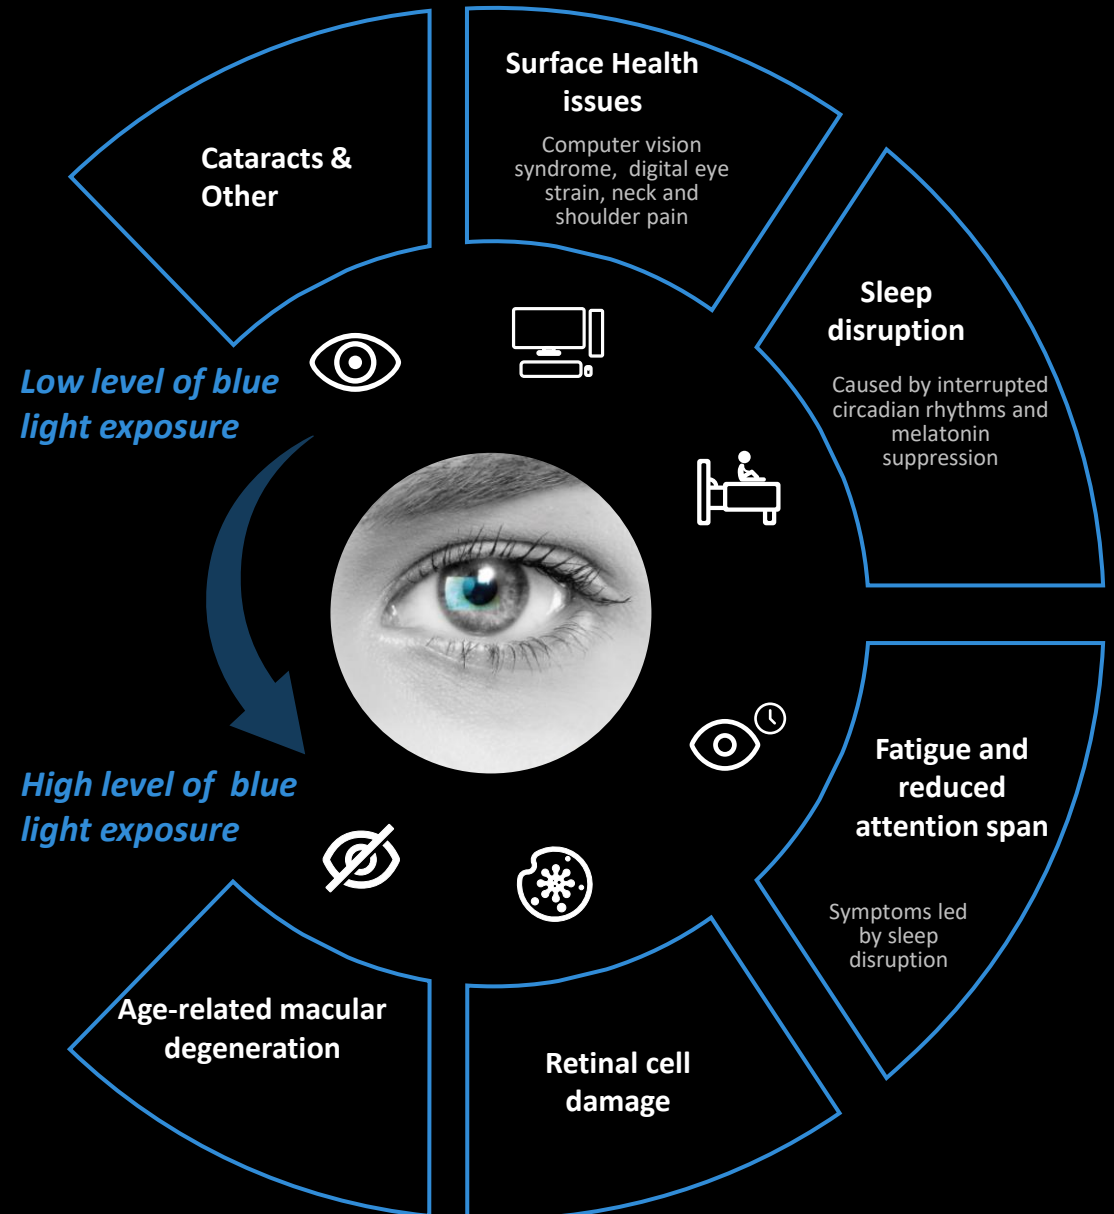 Surface Health
issues
Computer vision
syndrome, digital eye
strain, neck and
shoulder pain
Cataracts &
Other
Sleep
disruption
Caused by interrupted
circadian rhythms and
melatonin
suppression
Low level of blue
light exposure
High level of blue
light exposure
Fatigue and
reduced
attention span
Symptoms led
by sleep
disruption
Age-related macular
degeneration
Retinal cell
damage